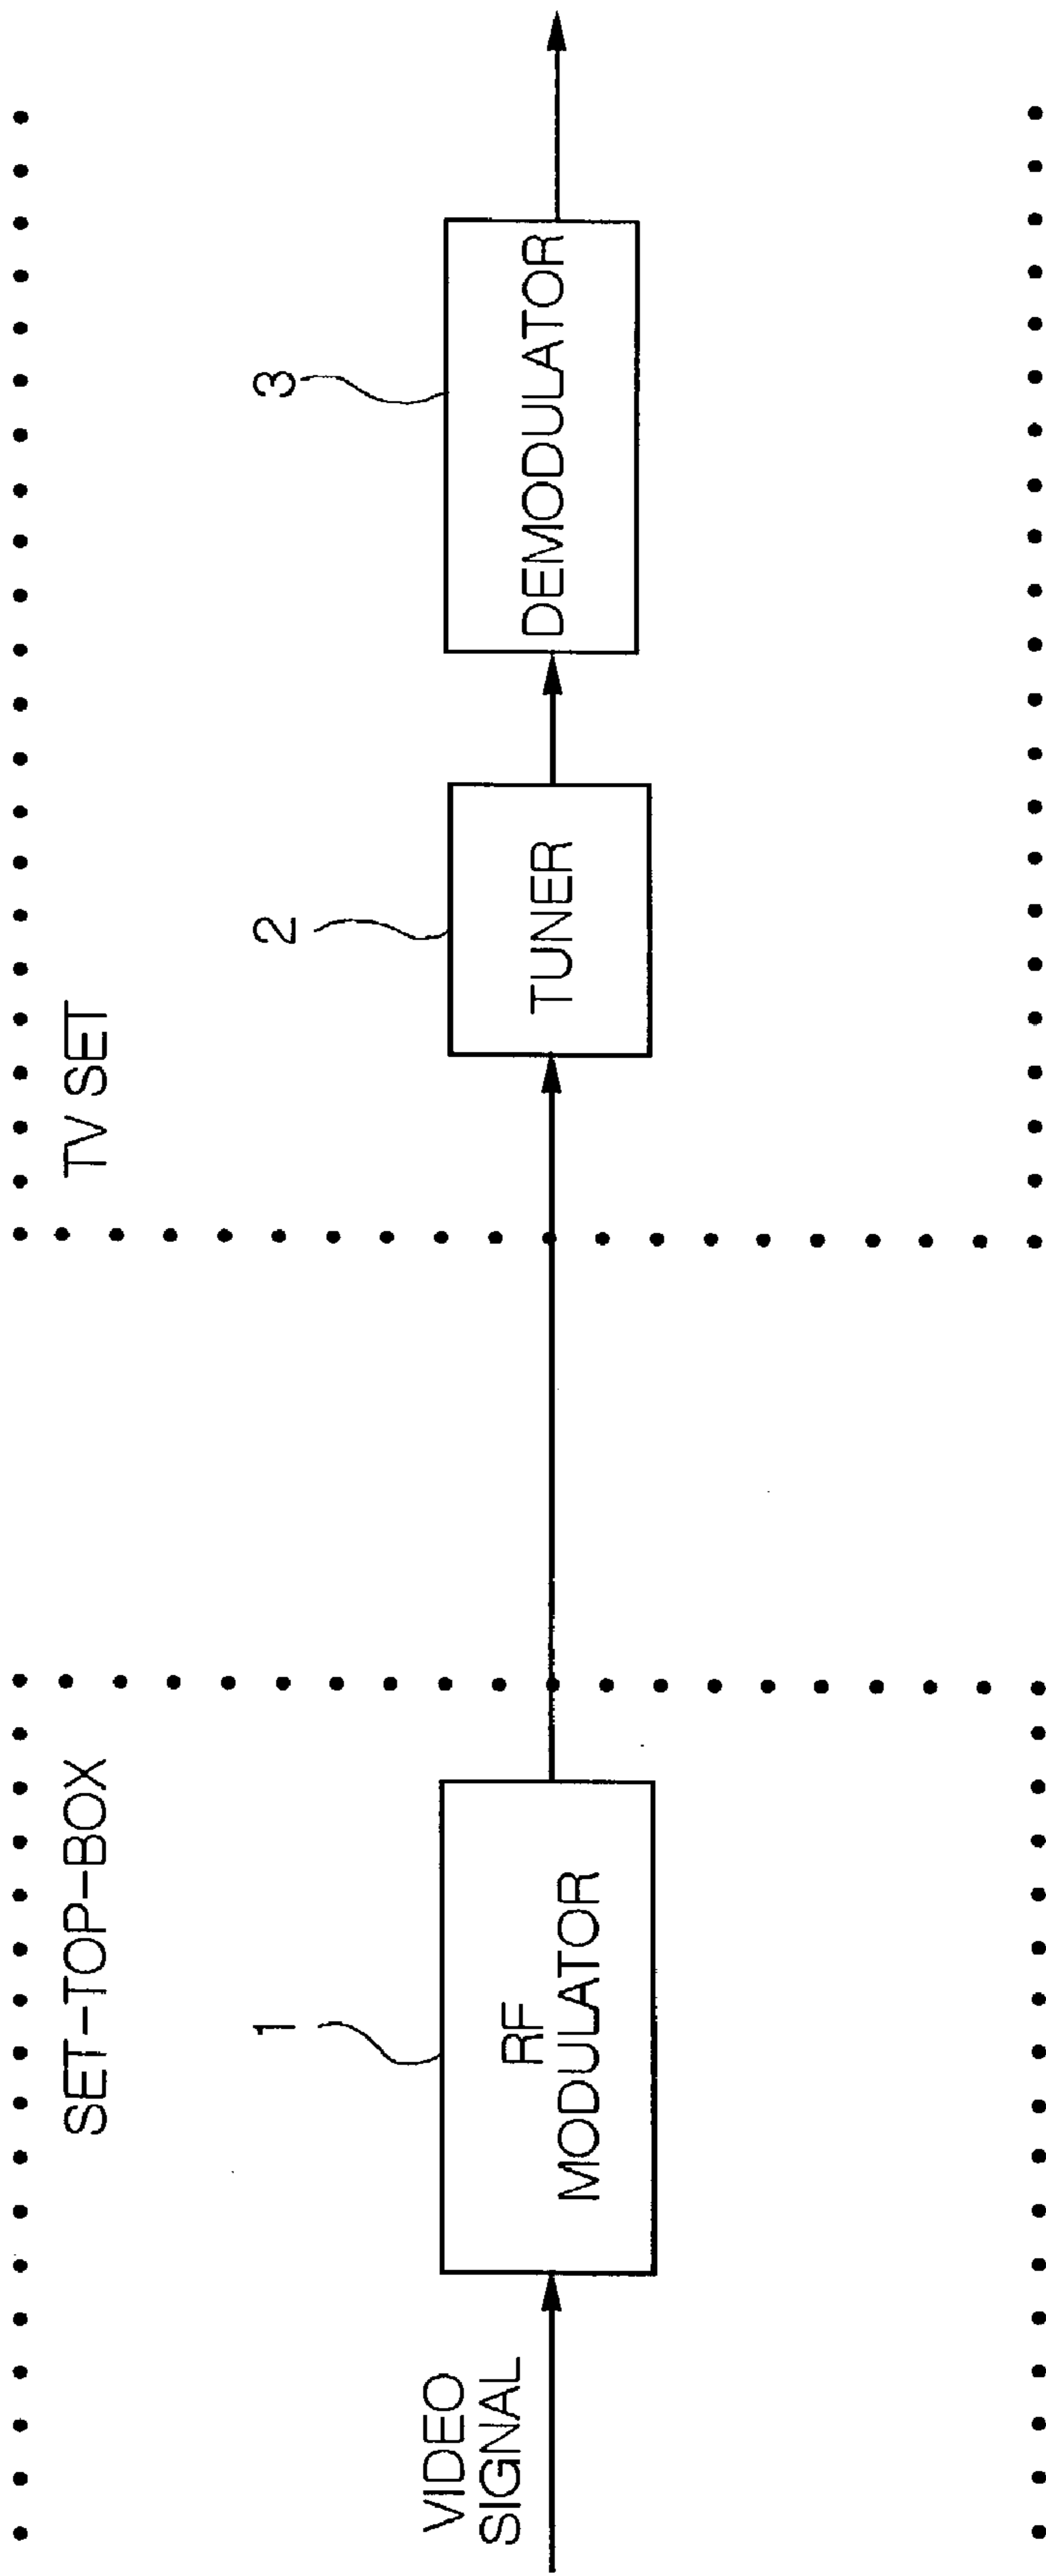 SET-TOP-BOX
TV SET
VIDEO
SIGNAL
1
RF
MODULATOR
2
TUNER
3
DEMODULATOR